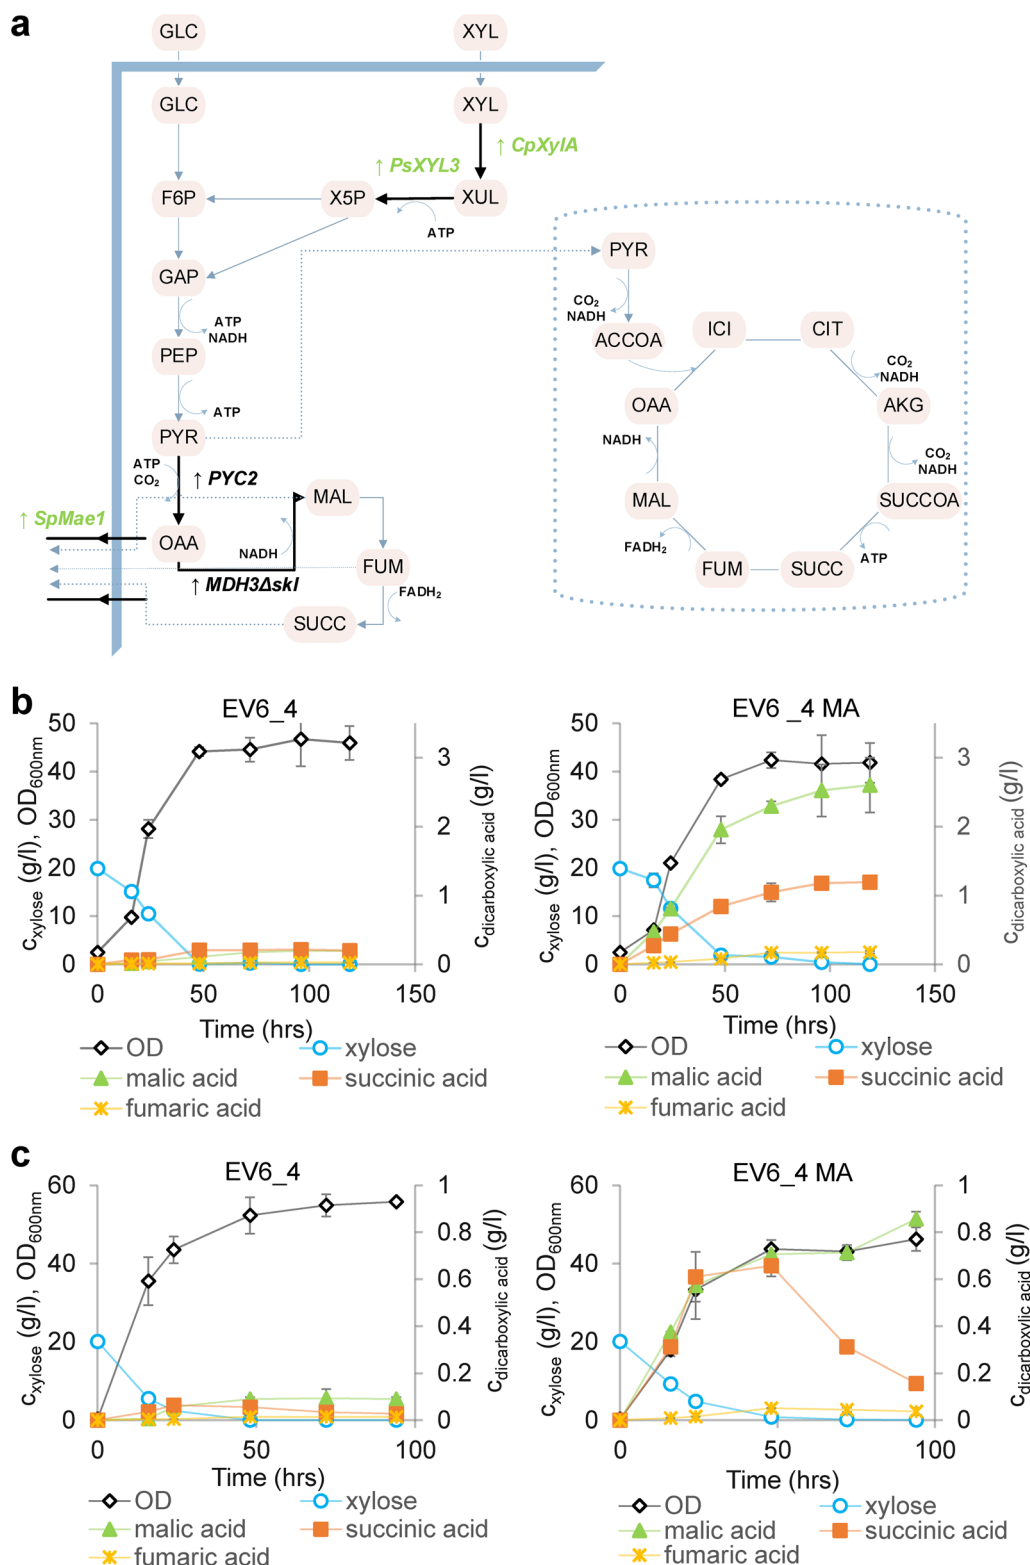 a
GLC
XYL
GLC
XYL
↑ CpXylA
↑ PsXYL3
F6P
X5P
XUL
ATP
PYR
GAP
CO2
NADH
ATP
NADH
ACCOA
ICI
CIT
PEP
CO2
NADH
ATP
OAA
AKG
PYR
NADH
CO2
NADH
ATP
CO2
↑ PYC2
MAL
MAL
SUCCOA
↑ SpMae1
OAA
NADH
FADH2
ATP
↑ MDH3Δskl
FUM
FUM
SUCC
FADH2
SUCC
b
EV6_4
50
40
30
20
10
0
3
2
1
0
0
50
100
150
cxylose (g/l), OD600nm
cdicarboxylic acid (g/l)
Time (hrs)
OD
xylose
malic acid
succinic acid
fumaric acid
EV6 _4 MA
50
40
30
20
10
0
3
2
1
0
0
50
100
150
cxylose (g/l), OD600nm
cdicarboxylic acid (g/l)
Time (hrs)
OD
xylose
malic acid
succinic acid
fumaric acid
c
EV6_4
60
40
20
0
1
0.8
0.6
0.4
0.2
0
0
50
100
cxylose (g/l), OD600nm
cdicarboxylic acid (g/l)
Time (hrs)
OD
xylose
malic acid
succinic acid
fumaric acid
EV6_4 MA
60
40
20
0
1
0.8
0.6
0.4
0.2
0
0
50
100
cxylose (g/l), OD600nm
cdicarboxylic acid (g/l)
Time (hrs)
OD
xylose
malic acid
succinic acid
fumaric acid